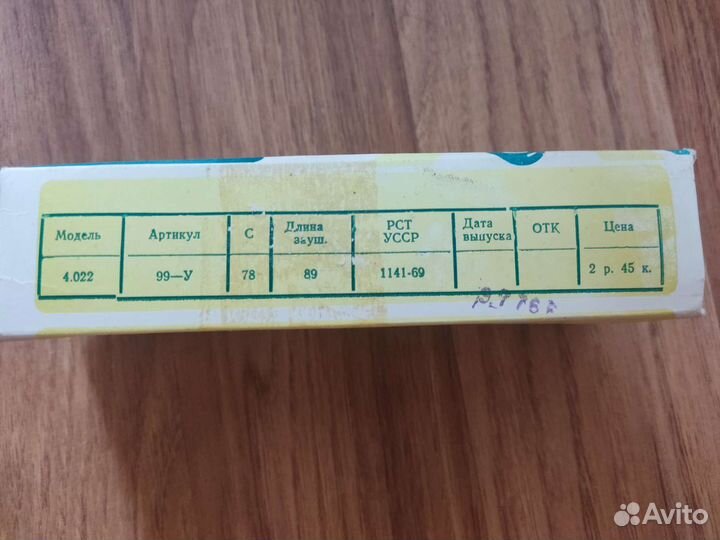 Модель Артикул С Длина зауш. РСТ УССР Дата выпуска ОТК Цена
4.022 99—У 78 89 1141-69 2 р. 45 к.
Avito